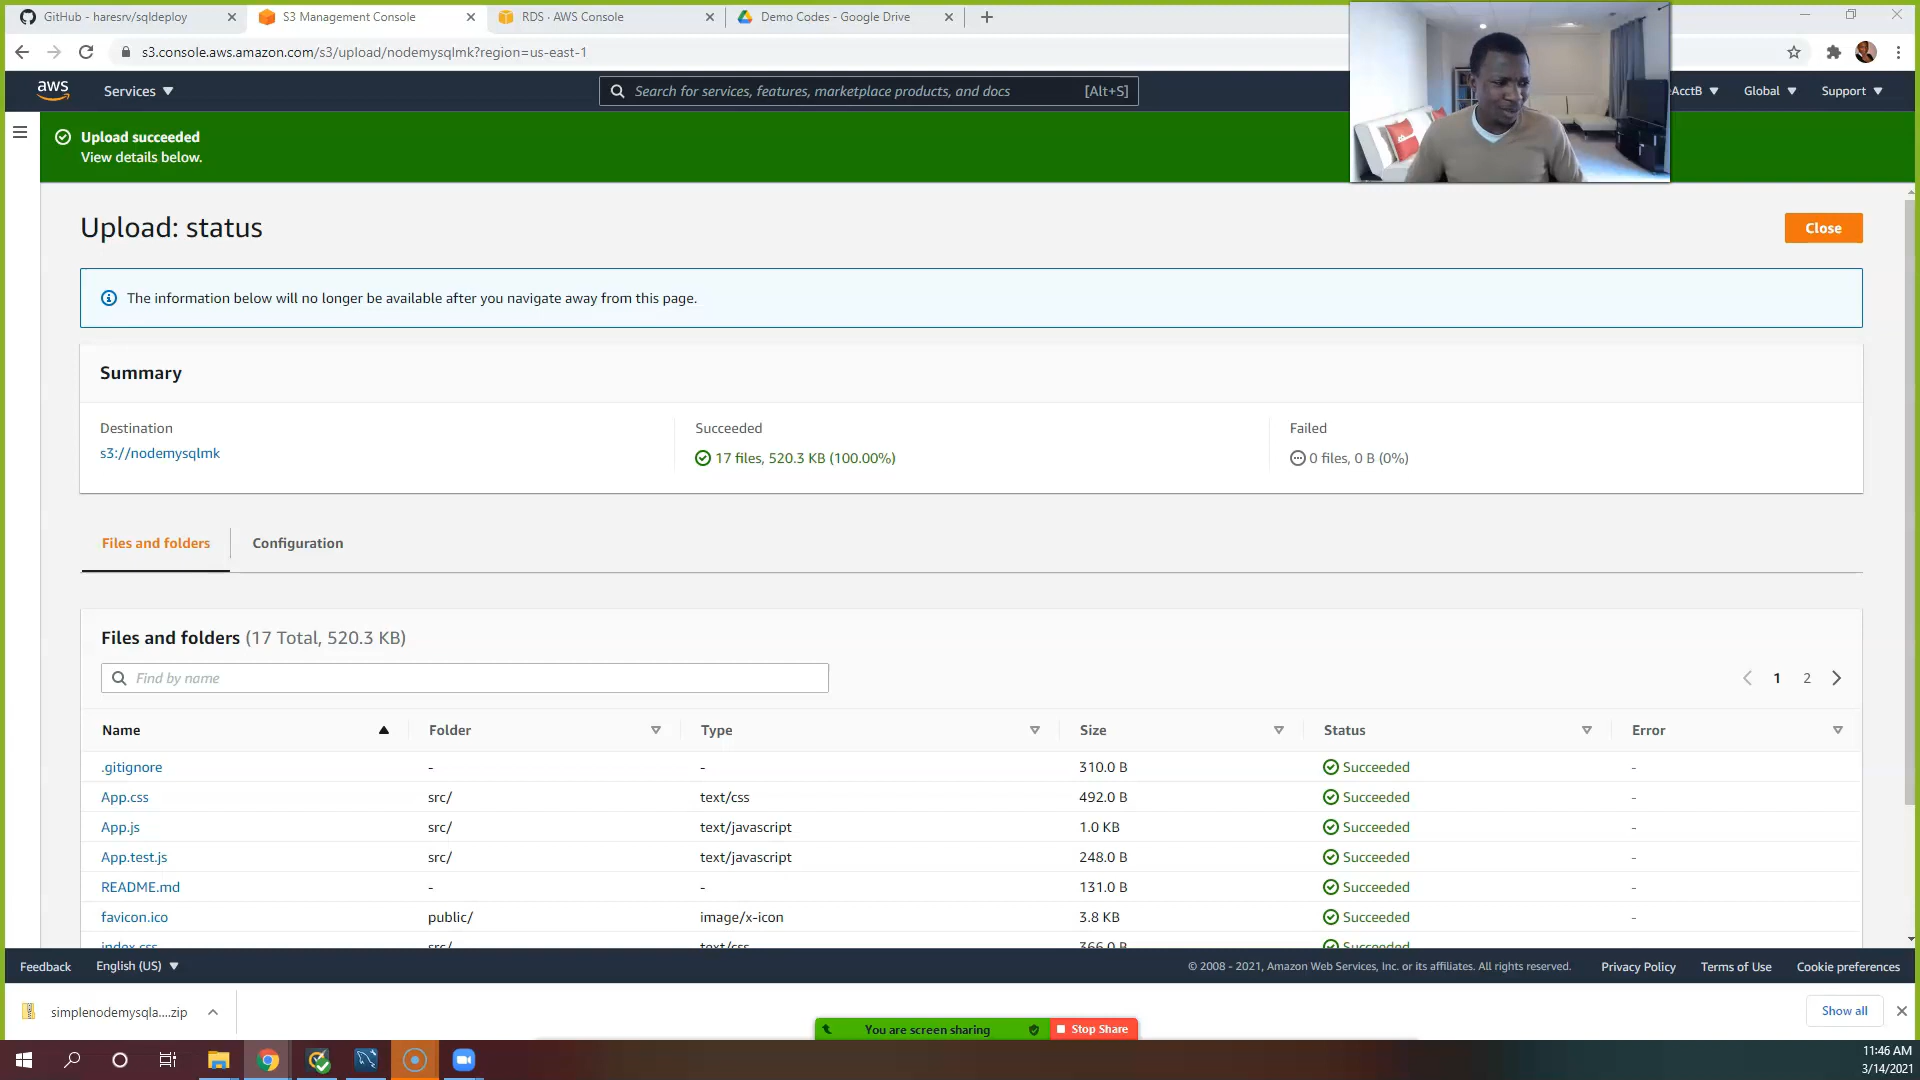 GitHub - haresrv/sqldeploy
S3 Management Console
RDS · AWS Console
Demo Codes - Google Drive
s3.console.aws.amazon.com/s3/upload/nodemysqlmk?region=us-east-1
aws
Services
Search for services, features, marketplace products, and docs
[Alt+S]
AcctB
Global
Support
Upload succeeded
View details below.
Upload: status
Close
The information below will no longer be available after you navigate away from this page.
Summary
Destination
s3://nodemysqlmk
Succeeded
17 files, 520.3 KB (100.00%)
Failed
0 files, 0 B (0%)
Files and folders
Configuration
Files and folders (17 Total, 520.3 KB)
Find by name
1
2
Name Folder Type Size Status Error
.gitignore - - 310.0 B Succeeded -
App.css src/ text/css 492.0 B Succeeded -
App.js src/ text/javascript 1.0 KB Succeeded -
App.test.js src/ text/javascript 248.0 B Succeeded -
README.md - - 131.0 B Succeeded -
favicon.ico public/ image/x-icon 3.8 KB Succeeded -
index.css src/ text/css 366.0 B Succeeded
Feedback
English (US)
© 2008 - 2021, Amazon Web Services, Inc. or its affiliates. All rights reserved.
Privacy Policy
Terms of Use
Cookie preferences
simplenodemysqla....zip
Show all
You are screen sharing
Stop Share
11:46 AM
3/14/2021